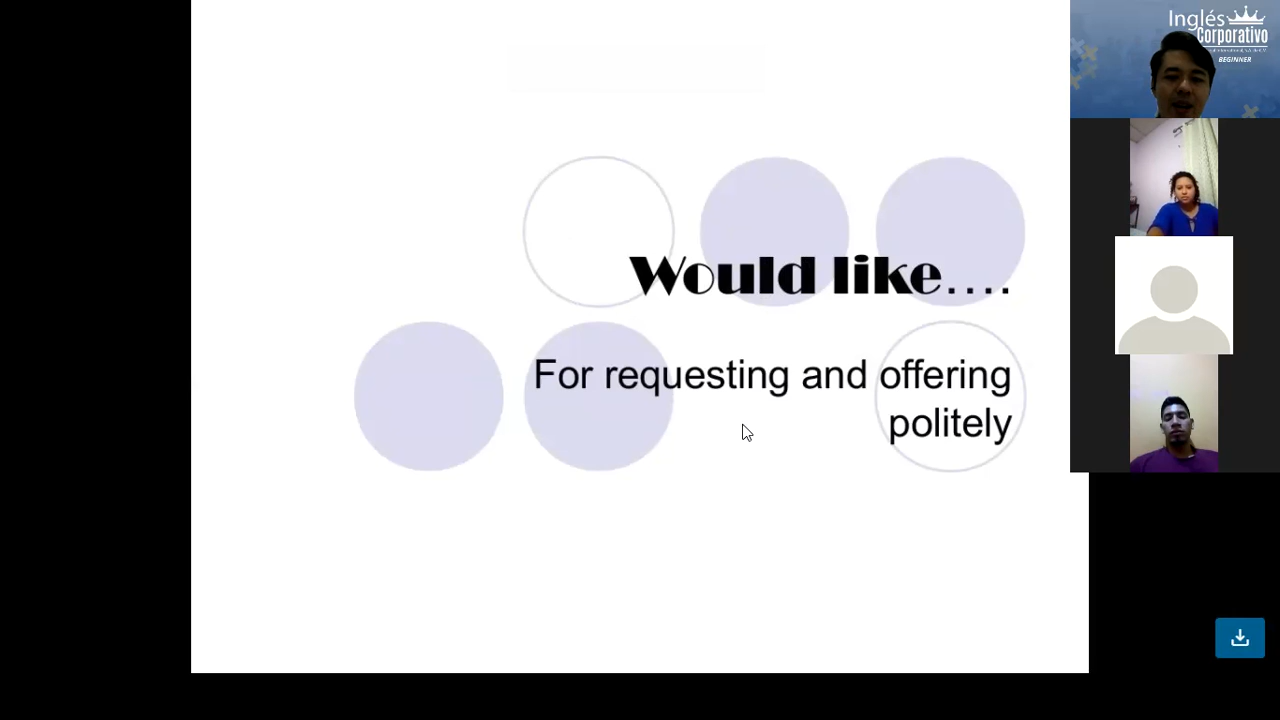 Inglés
Corporativo
BEGINNER
Would like....
For requesting and offering
politely